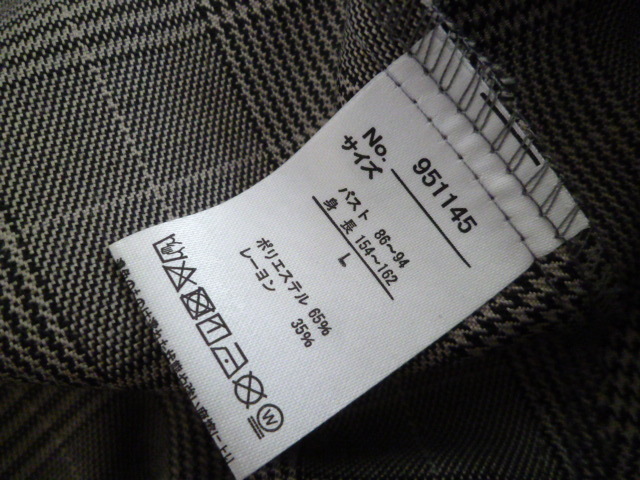 No. 951145
サイズ
バスト 86~94
身長 154~162
L
ポリエステル 65%
レーヨン 35%